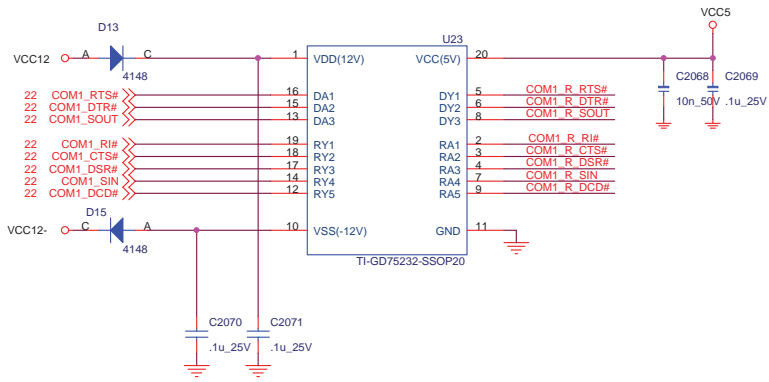 VCC5
D13
U23
VCC12 A C 1 VDD(12V) VCC(5V) 20
4148
C2068 C2069
10n_50V .1u_25V
22 COM1_RTS# 16 DA1 DY1 5 COM1_R_RTS#
22 COM1_DTR# 15 DA2 DY2 6 COM1_R_DTR#
22 COM1_SOUT 13 DA3 DY3 8 COM1_R_SOUT
22 COM1_RI# 19 RY1 RA1 2 COM1_R_RI#
22 COM1_CTS# 18 RY2 RA2 3 COM1_R_CTS#
22 COM1_DSR# 17 RY3 RA3 4 COM1_R_DSR#
22 COM1_SIN 14 RY4 RA4 7 COM1_R_SIN
22 COM1_DCD# 12 RY5 RA5 9 COM1_R_DCD#
D15
VCC12- C A 10 VSS(-12V) GND 11
4148
TI-GD75232-SSOP20
C2070 C2071
.1u_25V .1u_25V